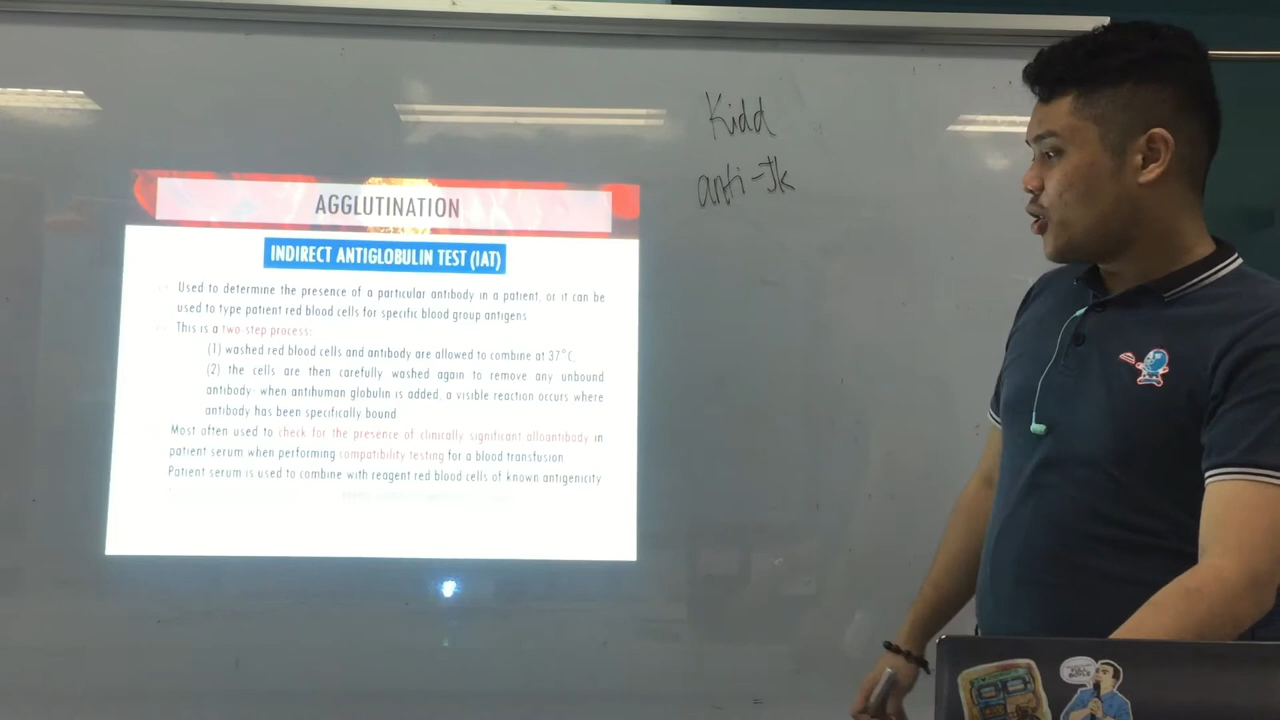 Kidd
anti-Jk
AGGLUTINATION
INDIRECT ANTIGLOBULIN TEST (IAT)
Used to determine the presence of a particular antibody in a patient, or it can be
used to type patient red blood cells for specific blood group antigens
This is a two-step process:
(1) washed red blood cells and antibody are allowed to combine at 37°C,
(2) the cells are then carefully washed again to remove any unbound
antibody; when antihuman globulin is added, a visible reaction occurs where
antibody has been specifically bound
Most often used to check for the presence of clinically significant alloantibody in
patient serum when performing compatibility testing for a blood transfusion
Patient serum is used to combine with reagent red blood cells of known antigenicity